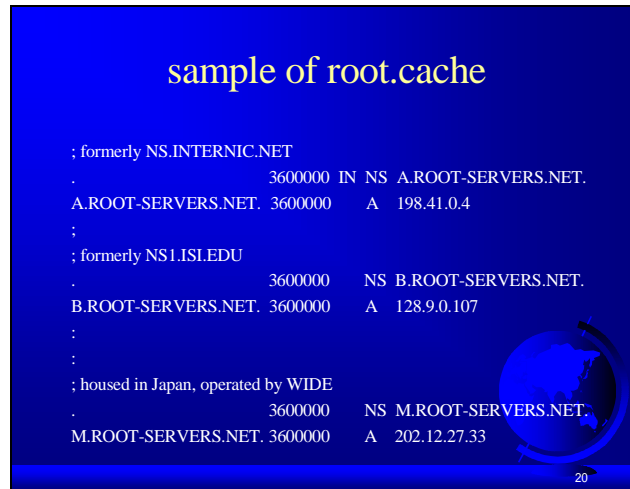 sample of root.cache
; formerly NS.INTERNIC.NET
. 3600000 IN NS A.ROOT-SERVERS.NET.
A.ROOT-SERVERS.NET. 3600000 A 198.41.0.4
;
; formerly NS1.ISI.EDU
. 3600000 NS B.ROOT-SERVERS.NET.
B.ROOT-SERVERS.NET. 3600000 A 128.9.0.107
:
:
; housed in Japan, operated by WIDE
. 3600000 NS M.ROOT-SERVERS.NET.
M.ROOT-SERVERS.NET. 3600000 A 202.12.27.33
20